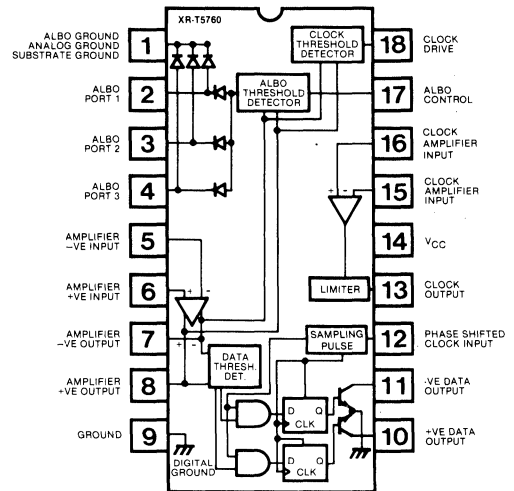 XR-T5760
ALBO GROUND
ANALOG GROUND
SUBSTRATE GROUND
1
ALBO
PORT 1
2
ALBO
PORT 2
3
ALBO
PORT 3
4
AMPLIFIER
–VE INPUT
5
AMPLIFIER
+VE INPUT
6
AMPLIFIER
–VE OUTPUT
7
AMPLIFIER
+VE OUTPUT
8
GROUND
9
DIGITAL
GROUND
CLOCK
THRESHOLD
DETECTOR
ALBO
THRESHOLD
DETECTOR
+ -
LIMITER
+ -
+ -
SAMPLING
PULSE
DATA
THRESH.
DET.
D Q
CLK
D Q
CLK
18
CLOCK
DRIVE
17
ALBO
CONTROL
16
CLOCK
AMPLIFIER
INPUT
15
CLOCK
AMPLIFIER
INPUT
14
VCC
13
CLOCK
OUTPUT
12
PHASE SHIFTED
CLOCK INPUT
11
-VE DATA
OUTPUT
10
+VE DATA
OUTPUT